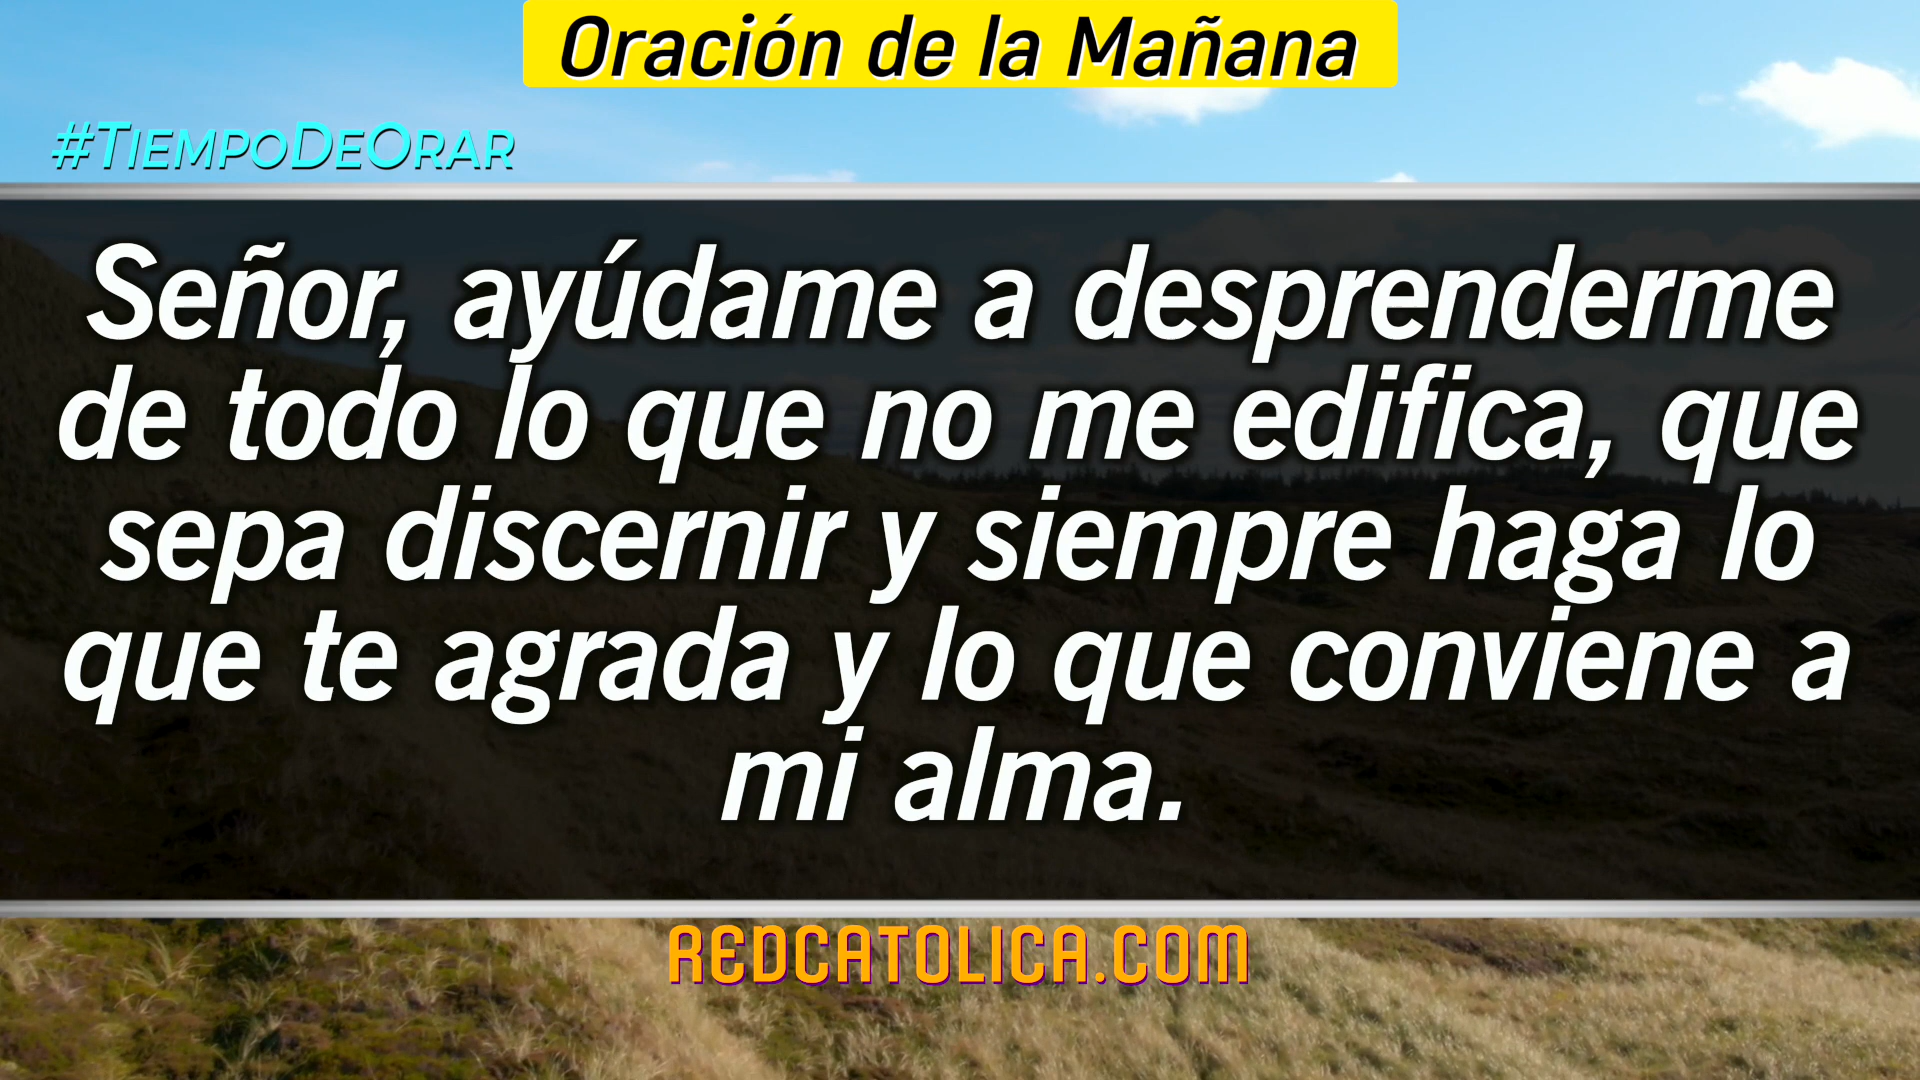 Oración de la Mañana
#TiempoDeOrar
Señor, ayúdame a desprenderme
de todo lo que no me edifica, que
sepa discernir y siempre haga lo
que te agrada y lo que conviene a
mi alma.
REDCATOLICA.COM